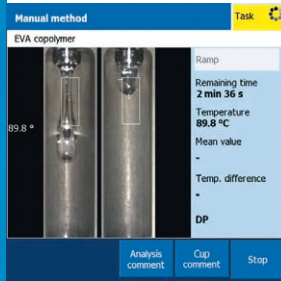 Manual method
Task
EVA copolymer
Ramp
Remaining time
2 min 36 s
Temperature
89.8 °C
89.8 °
Mean value
-
Temp. difference
-
DP
Analysis
comment
Cup
comment
Stop